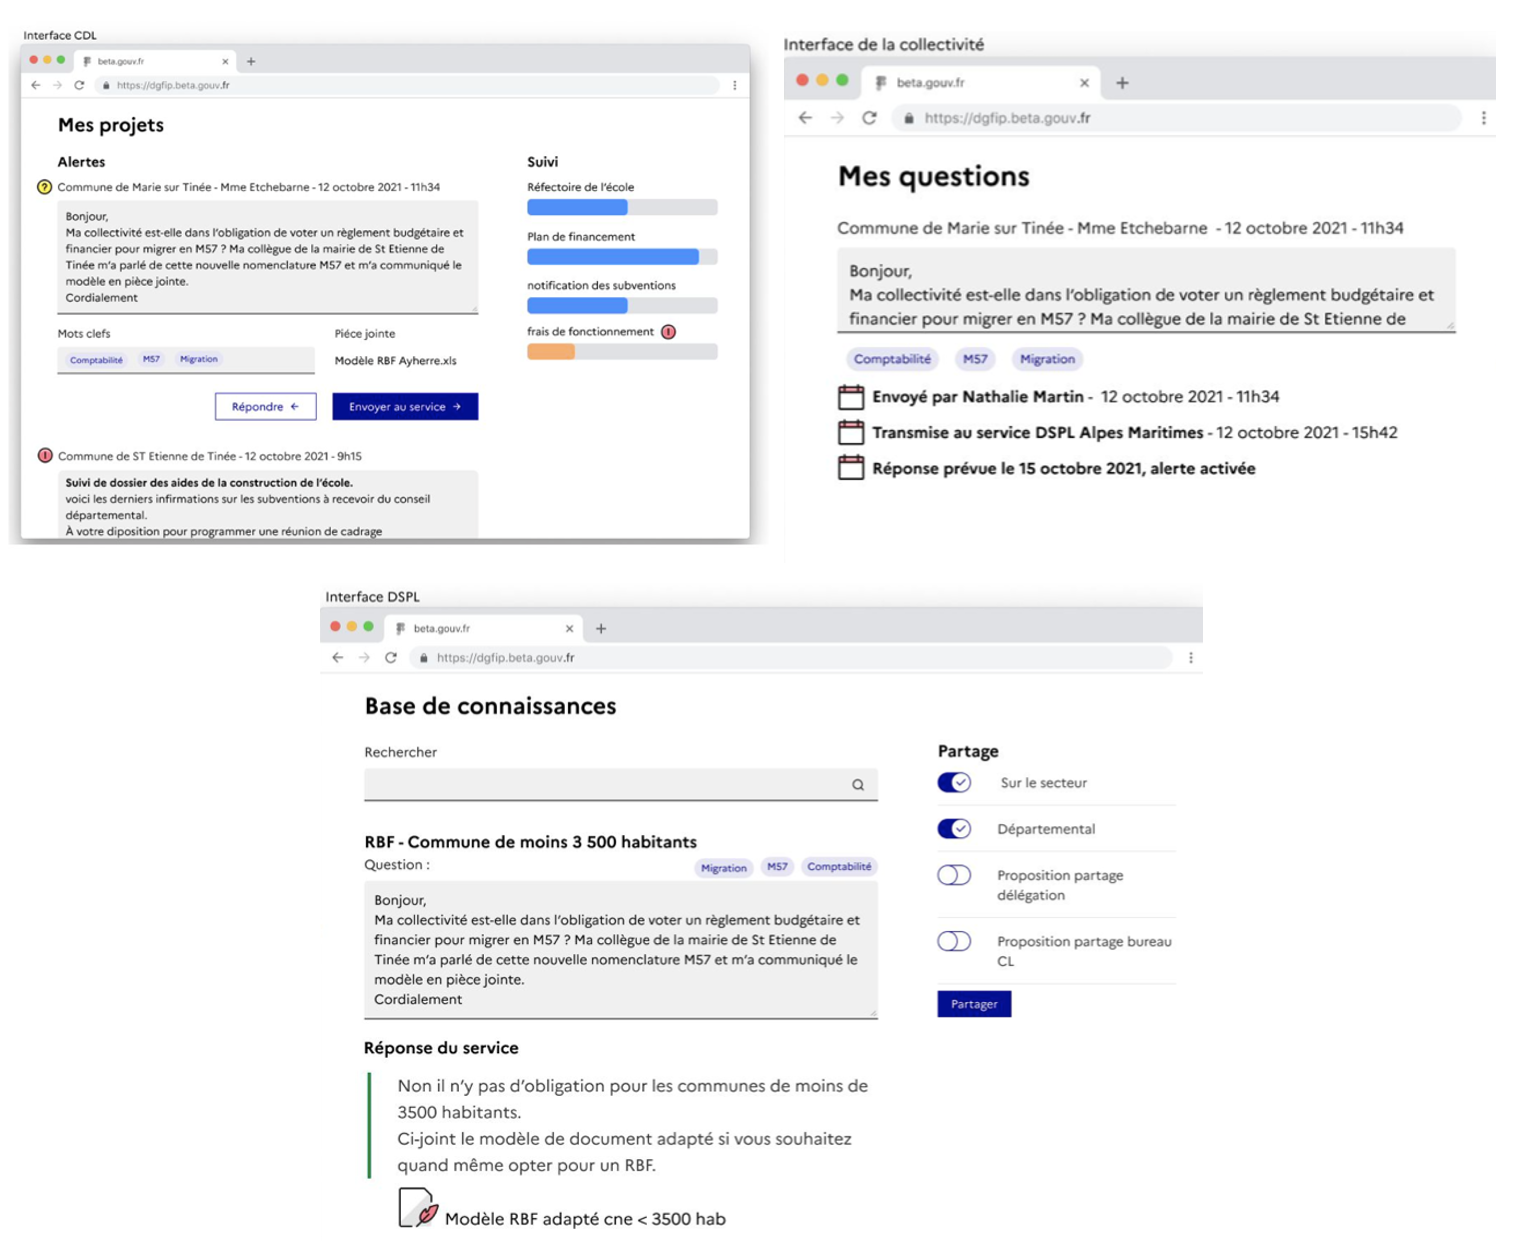 Interface CDL
beta.gouv.fr
https://dgfip.beta.gouv.fr
Mes projets
Alertes
Commune de Marie sur Tinée - Mme Etchebarne - 12 octobre 2021 - 11h34
Bonjour,
Ma collectivité est-elle dans l'obligation de voter un règlement budgétaire et
financier pour migrer en M57 ? Ma collègue de la mairie de St Etienne de
Tinée m'a parlé de cette nouvelle nomenclature M57 et m'a communiqué le
modèle en pièce jointe.
Cordialement
Mots clefs
Comptabilité M57 Migration
Piéce jointe
Modèle RBF Ayherre.xls
Répondre ←
Envoyer au service →
Commune de ST Etienne de Tinée - 12 octobre 2021 - 9h15
Suivi de dossier des aides de la construction de l'école.
voici les derniers infirmations sur les subventions à recevoir du conseil
départemental.
À votre diposition pour programmer une réunion de cadrage
Suivi
Réfectoire de l'école
Plan de financement
notification des subventions
frais de fonctionnement
Interface de la collectivité
beta.gouv.fr
https://dgfip.beta.gouv.fr
Mes questions
Commune de Marie sur Tinée - Mme Etchebarne - 12 octobre 2021 - 11h34
Bonjour,
Ma collectivité est-elle dans l'obligation de voter un règlement budgétaire et
financier pour migrer en M57 ? Ma collègue de la mairie de St Etienne de
Comptabilité M57 Migration
Envoyé par Nathalie Martin - 12 octobre 2021 - 11h34
Transmise au service DSPL Alpes Maritimes - 12 octobre 2021 - 15h42
Réponse prévue le 15 octobre 2021, alerte activée
Interface DSPL
beta.gouv.fr
https://dgfip.beta.gouv.fr
Base de connaissances
Rechercher
RBF - Commune de moins 3 500 habitants
Question :
Migration M57 Comptabilité
Bonjour,
Ma collectivité est-elle dans l'obligation de voter un règlement budgétaire et
financier pour migrer en M57 ? Ma collègue de la mairie de St Etienne de
Tinée m'a parlé de cette nouvelle nomenclature M57 et m'a communiqué le
modèle en pièce jointe.
Cordialement
Réponse du service
Non il n'y pas d'obligation pour les communes de moins de
3500 habitants.
Ci-joint le modèle de document adapté si vous souhaitez
quand même opter pour un RBF.
Modèle RBF adapté cne < 3500 hab
Partage
Sur le secteur
Départemental
Proposition partage
délégation
Proposition partage bureau
CL
Partager